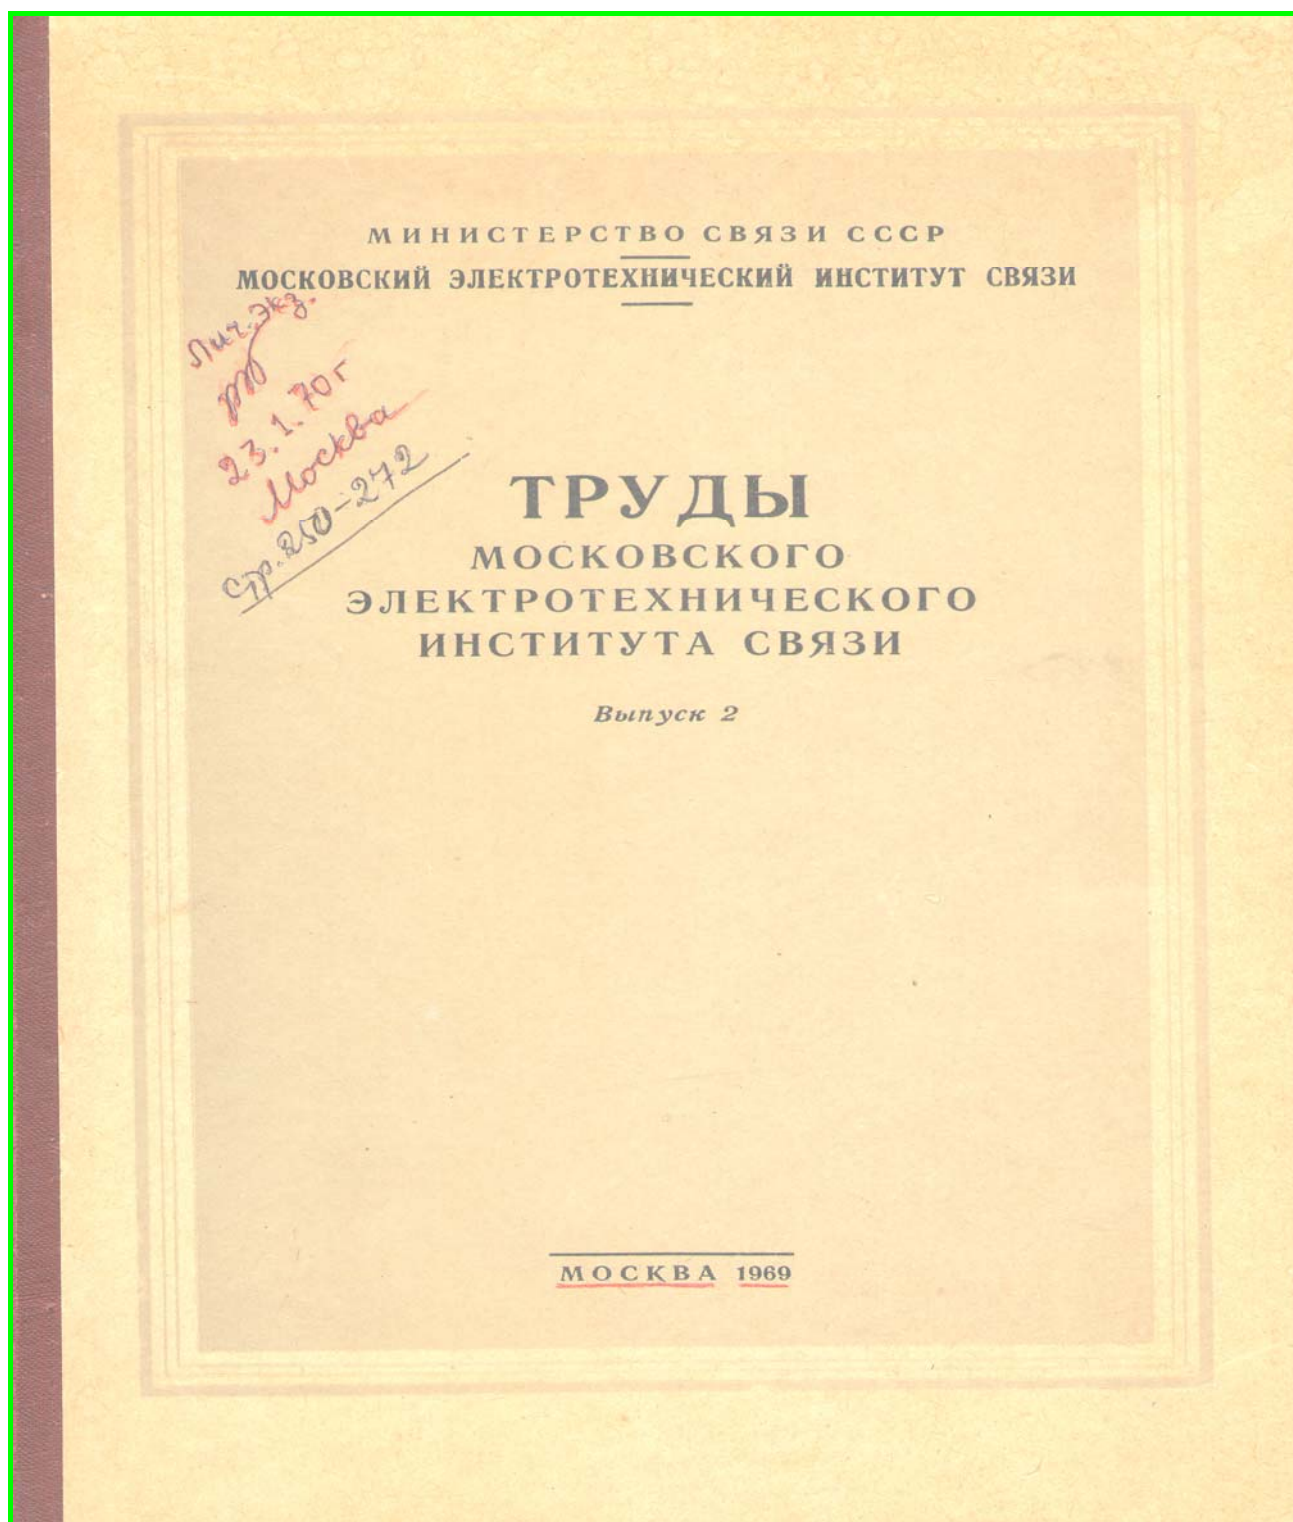 МИНИСТЕРСТВО СВЯЗИ СССР
МОСКОВСКИЙ ЭЛЕКТРОТЕХНИЧЕСКИЙ ИНСТИТУТ СВЯЗИ
Лич. экз.
23.1.70г
Москва
Стр. 250-272
ТРУДЫ
МОСКОВСКОГО
ЭЛЕКТРОТЕХНИЧЕСКОГО
ИНСТИТУТА СВЯЗИ
Выпуск 2
МОСКВА 1969